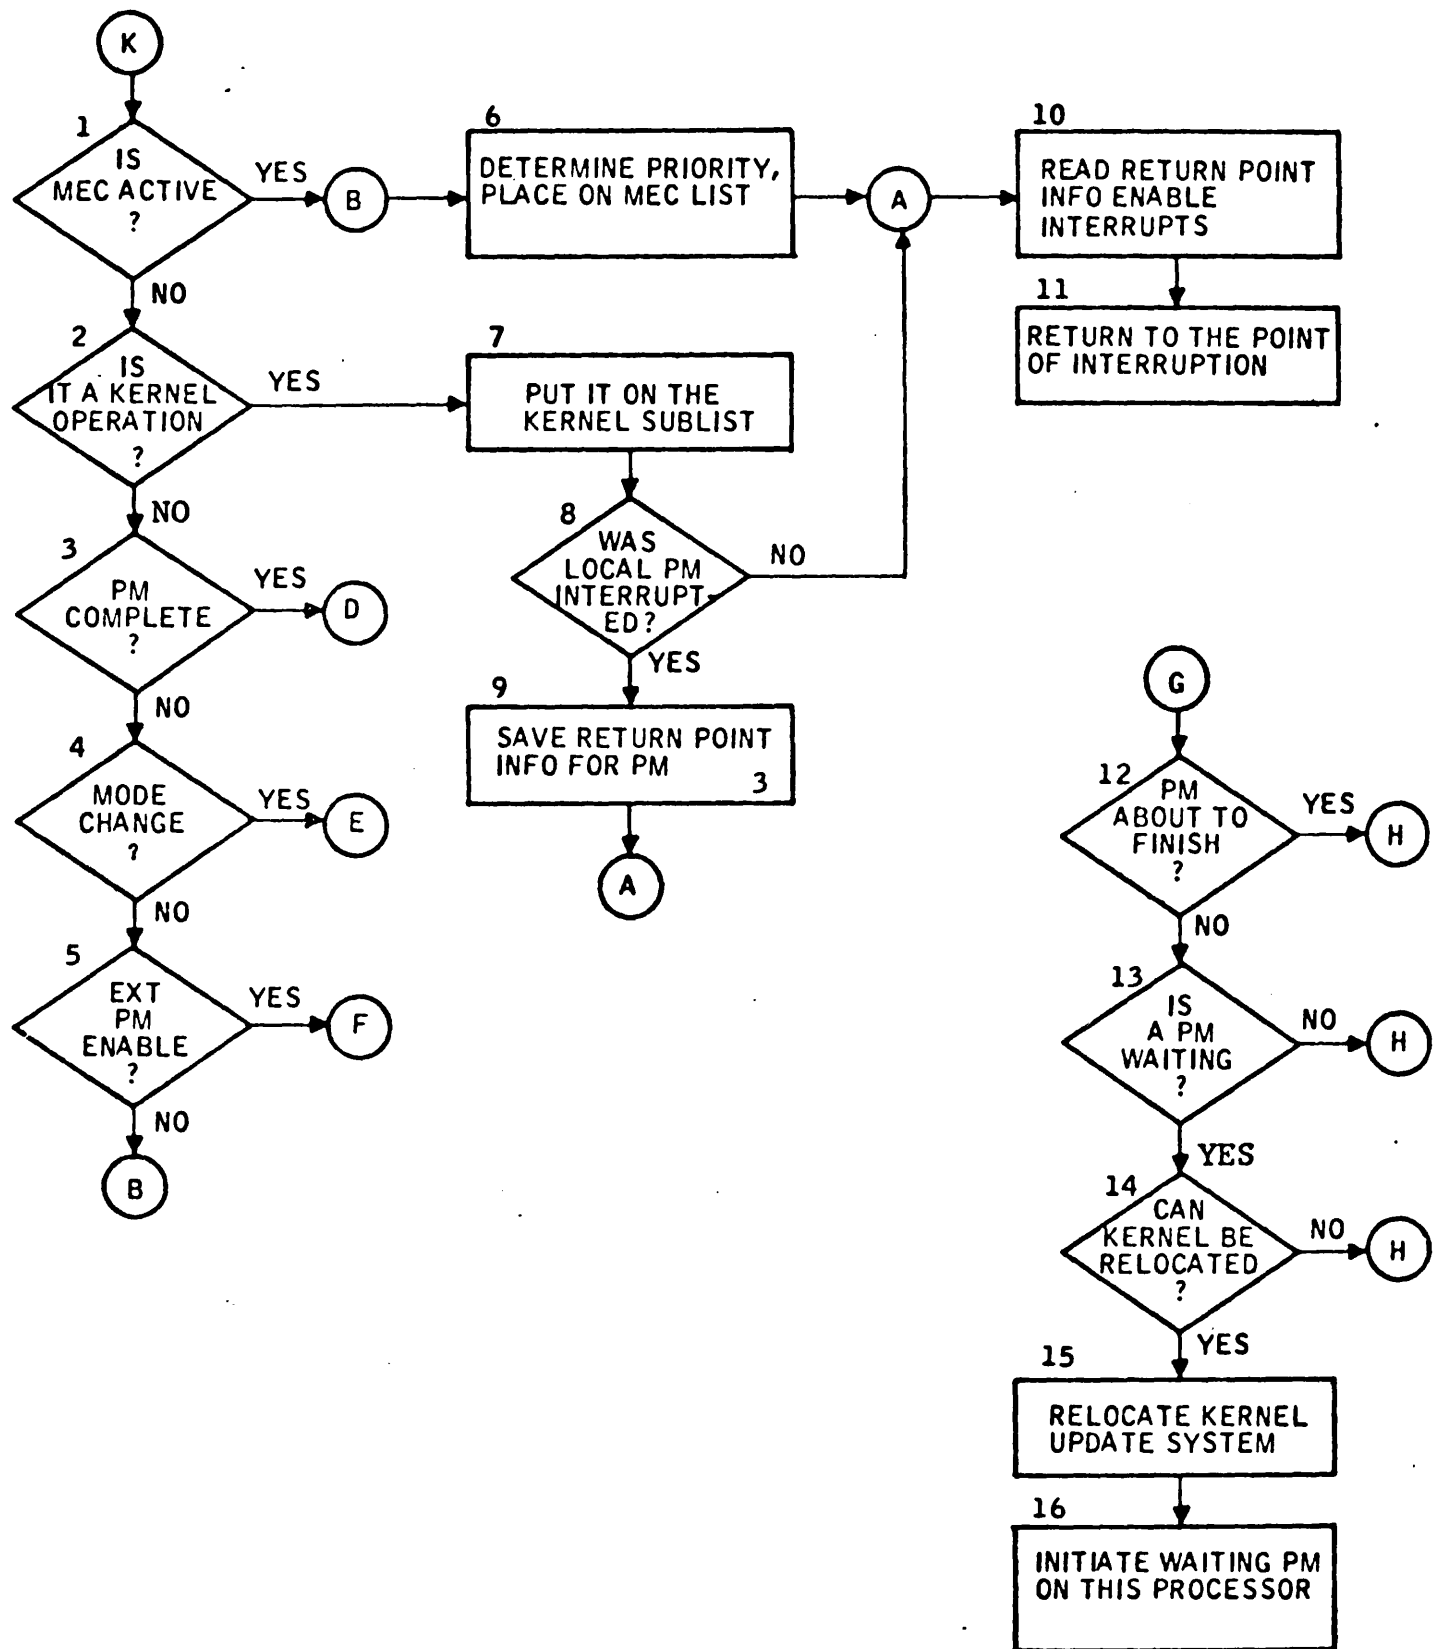 K
1
IS
MEC ACTIVE
?
YES
B
NO
6
DETERMINE PRIORITY,
PLACE ON MEC LIST
A
10
READ RETURN POINT
INFO ENABLE
INTERRUPTS
11
RETURN TO THE POINT
OF INTERRUPTION
2
IS
IT A KERNEL
OPERATION
?
YES
NO
7
PUT IT ON THE
KERNEL SUBLIST
8
WAS
LOCAL PM
INTERRUPT-
ED?
NO
YES
9
SAVE RETURN POINT
INFO FOR PM
3
A
3
PM
COMPLETE
?
YES
D
NO
4
MODE
CHANGE
?
YES
E
NO
5
EXT
PM
ENABLE
?
YES
F
NO
B
G
12
PM
ABOUT TO
FINISH
?
YES
H
NO
13
IS
A PM
WAITING
?
NO
H
YES
14
CAN
KERNEL BE
RELOCATED
?
NO
H
YES
15
RELOCATE KERNEL
UPDATE SYSTEM
16
INITIATE WAITING PM
ON THIS PROCESSOR